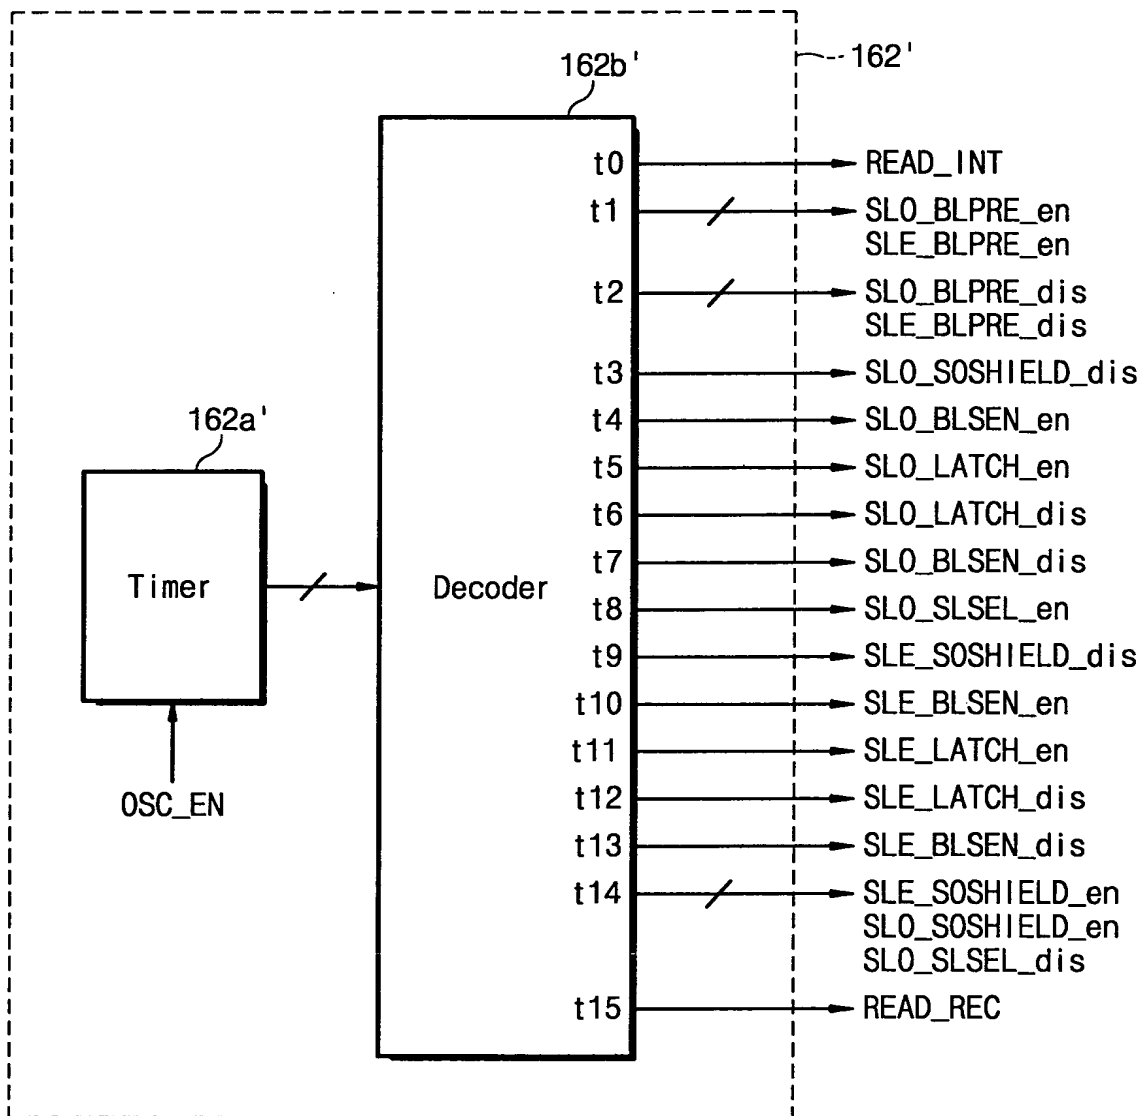 162'
162b'
t0 READ_INT
t1 SLO_BLPRE_en
SLE_BLPRE_en
t2 SLO_BLPRE_dis
SLE_BLPRE_dis
t3 SLO_SOSHIELD_dis
162a'
t4 SLO_BLSEN_en
t5 SLO_LATCH_en
t6 SLO_LATCH_dis
t7 SLO_BLSEN_dis
Timer
Decoder
t8 SLO_SLSEL_en
t9 SLE_SOSHIELD_dis
t10 SLE_BLSEN_en
t11 SLE_LATCH_en
OSC_EN
t12 SLE_LATCH_dis
t13 SLE_BLSEN_dis
t14 SLE_SOSHIELD_en
SLO_SOSHIELD_en
SLO_SLSEL_dis
t15 READ_REC